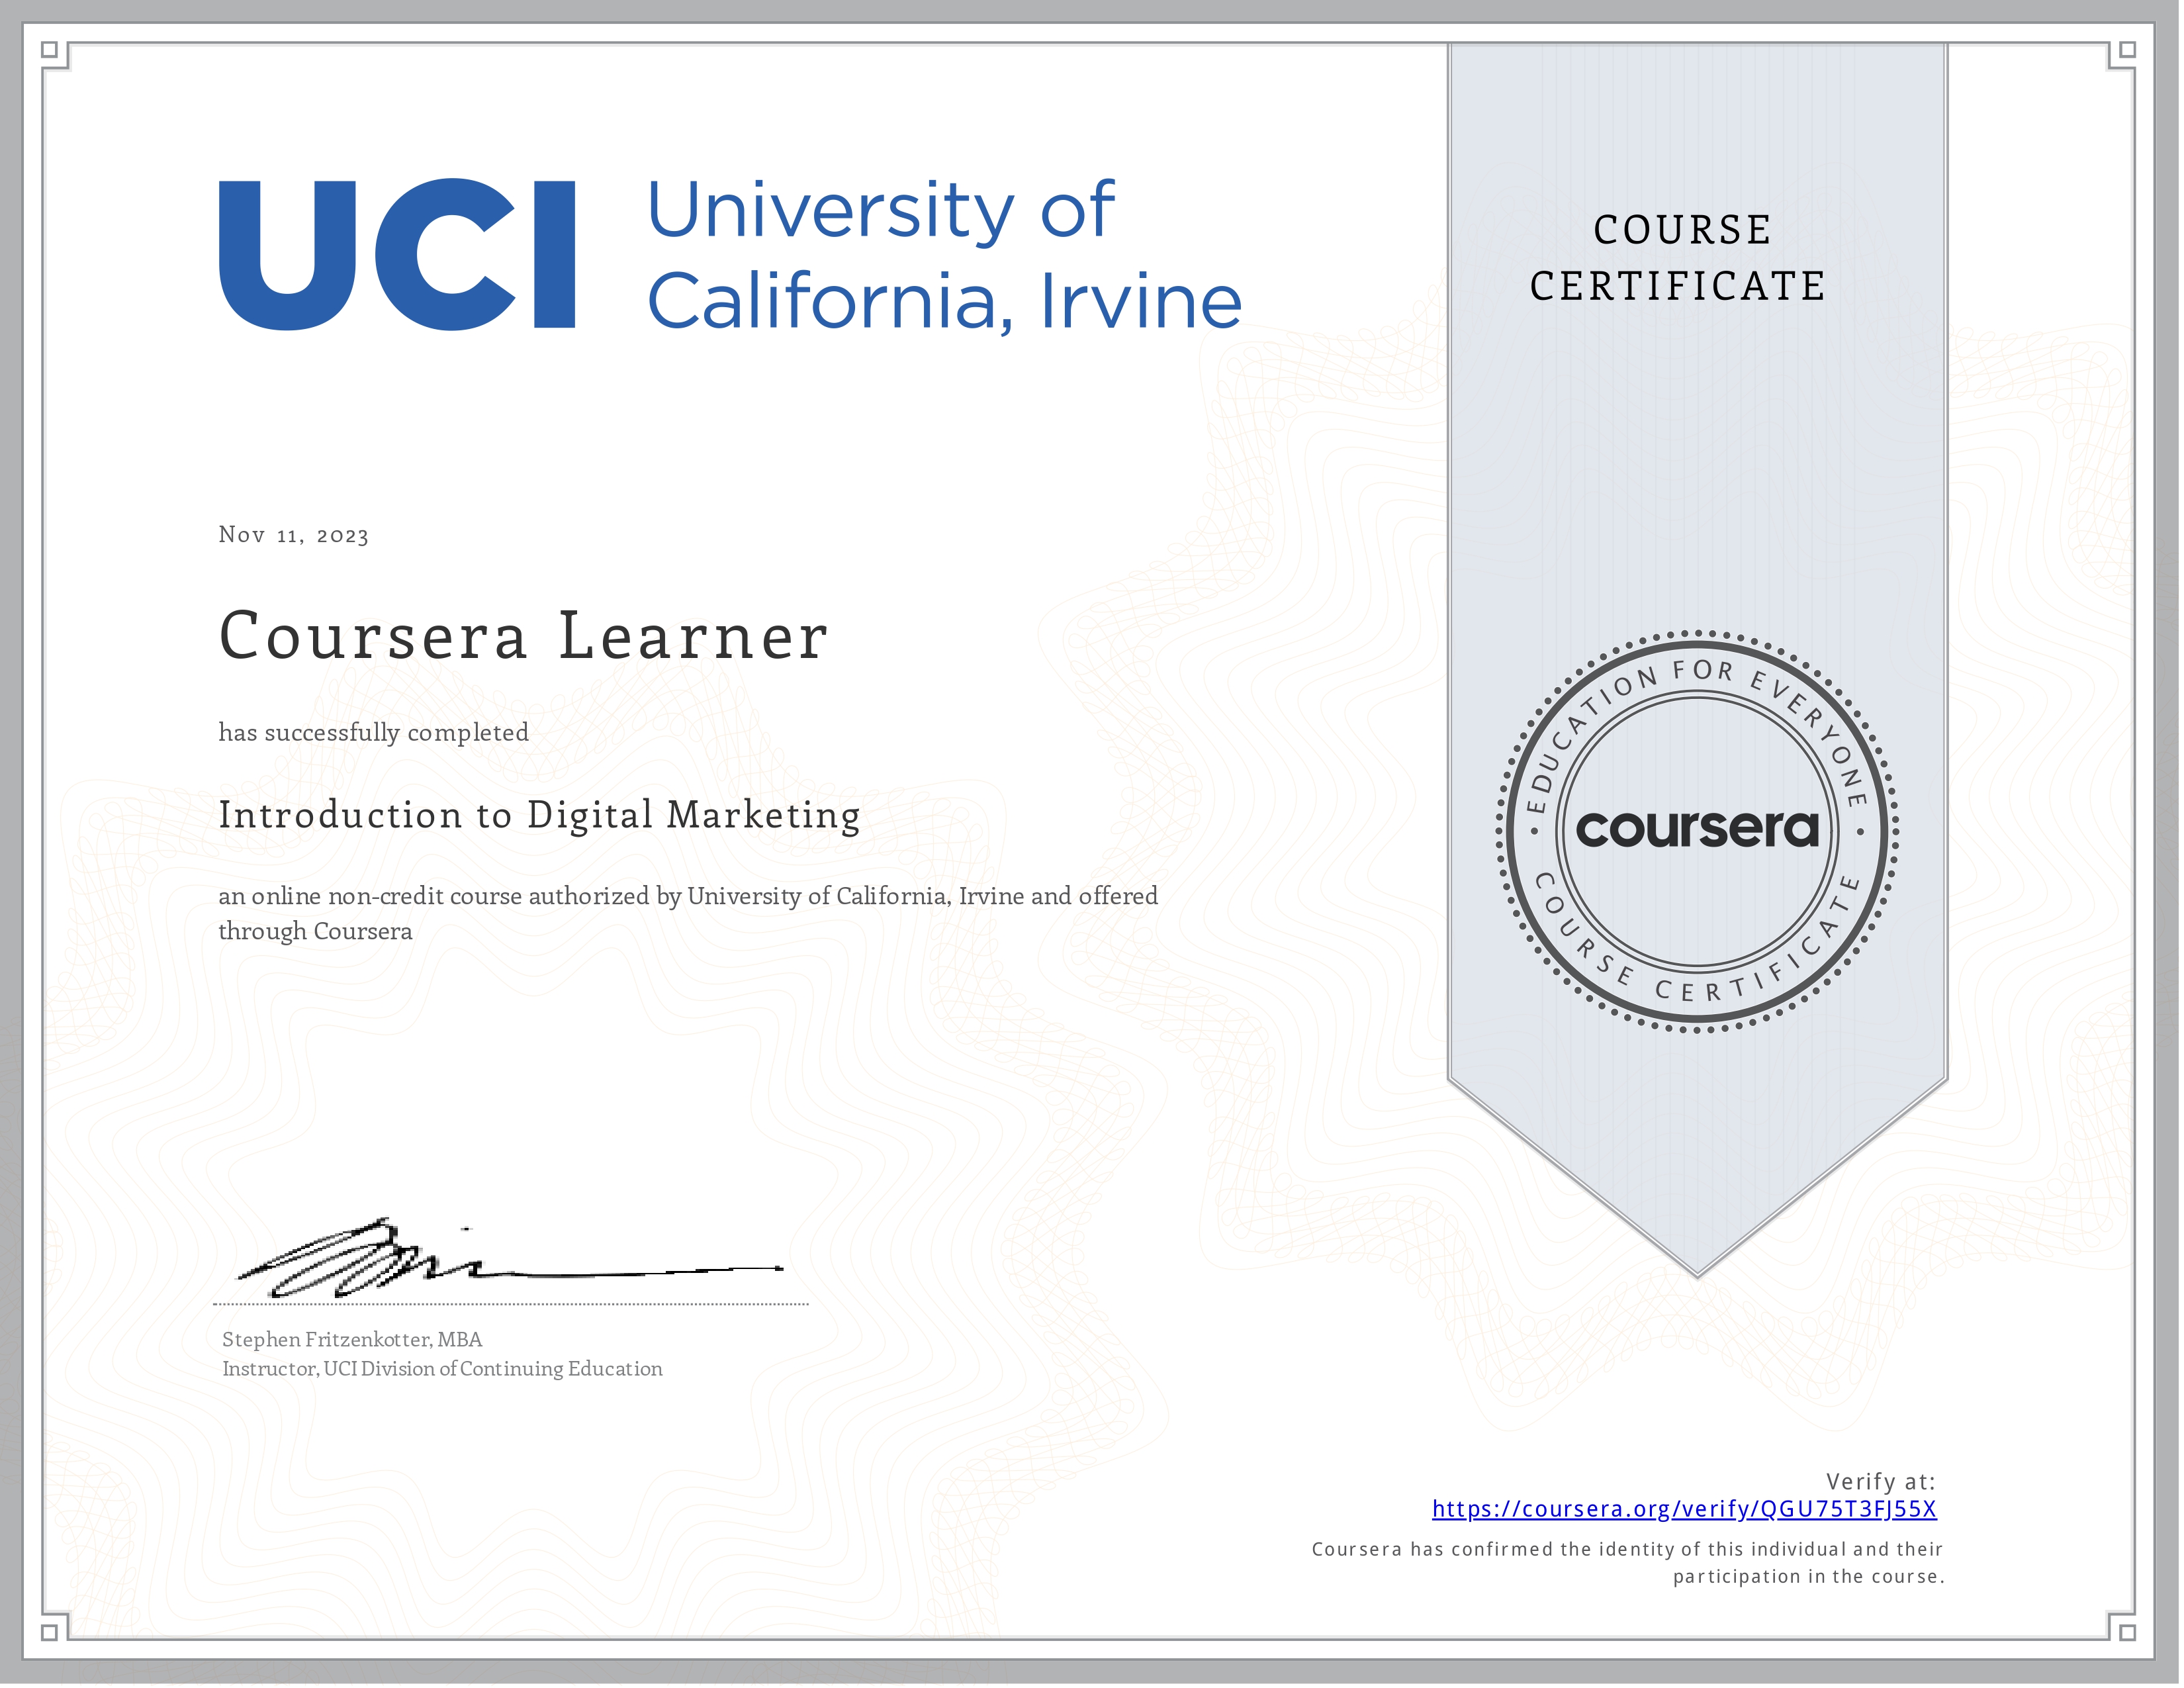 UCI
University of
California, Irvine
COURSE
CERTIFICATE
Nov 11, 2023
Coursera Learner
has successfully completed
Introduction to Digital Marketing
an online non-credit course authorized by University of California, Irvine and offered
through Coursera
EDUCATION FOR EVERYONE
coursera
COURSE CERTIFICATE
Stephen Fritzenkotter, MBA
Instructor, UCI Division of Continuing Education
Verify at:
https://coursera.org/verify/QGU75T3FJ55X
Coursera has confirmed the identity of this individual and their
participation in the course.